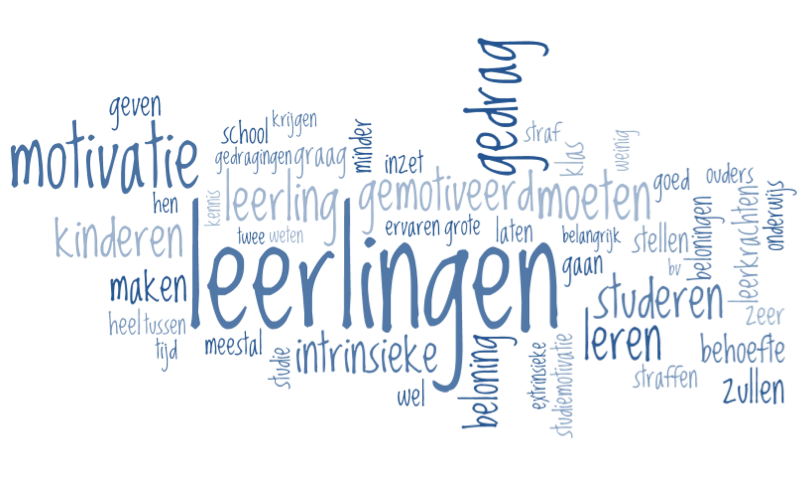 geven
motivatie
school
krijgen
gedragingen
graag
minder
inzet
gedrag
straf
klas
weinig
hen
kennis
leerling
gemotiveerd
moeten
goed
ouders
kinderen
twee
weten
leerlingen
ervaren
grote
laten
belangrijk
stellen
beloningen
leerkrachten
onderwijs
maken
gaan
bv
studeren
heel
tussen
tijd
meestal
studie
intrinsieke
wel
beloning
extrinsieke
studiemotivatie
leren
zeer
behoefte
straffen
zullen